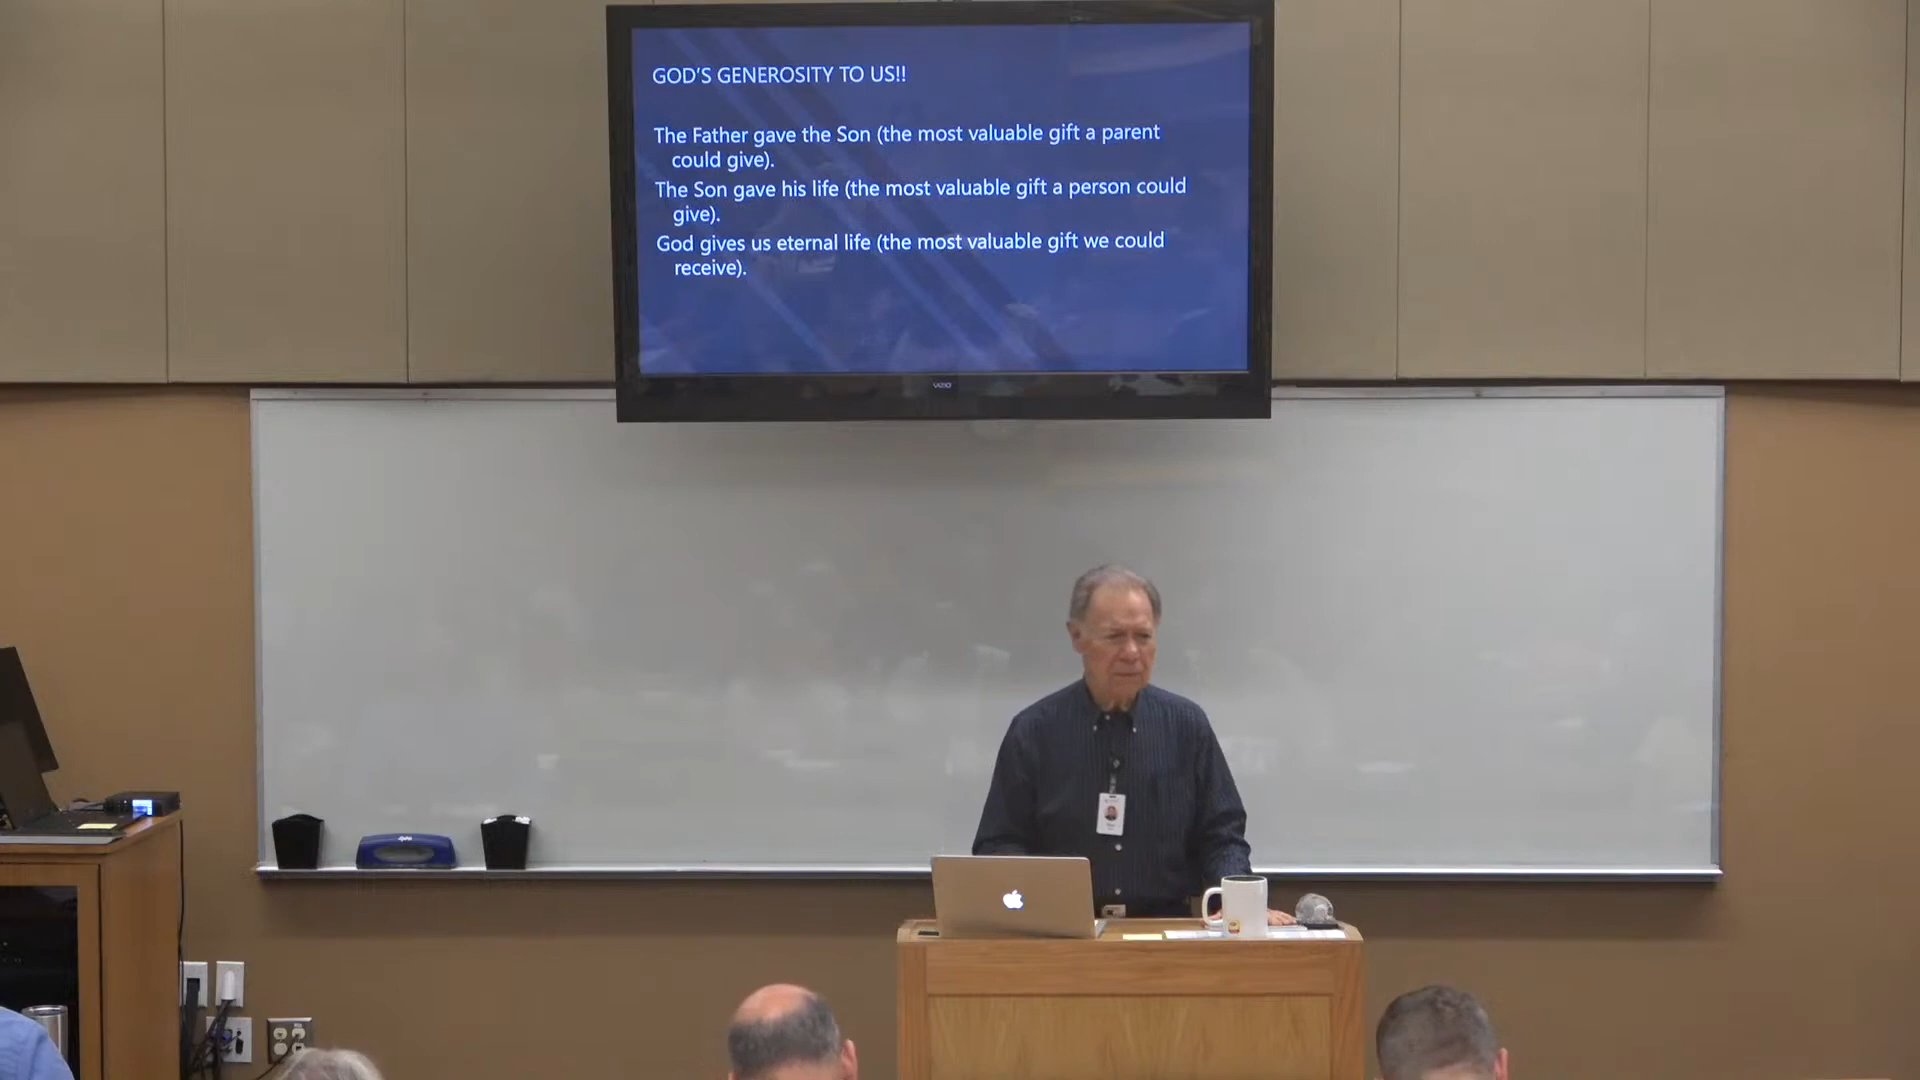 GOD'S GENEROSITY TO US!!
The Father gave the Son (the most valuable gift a parent
could give).
The Son gave his life (the most valuable gift a person could
give).
God gives us eternal life (the most valuable gift we could
receive).
VIZIO